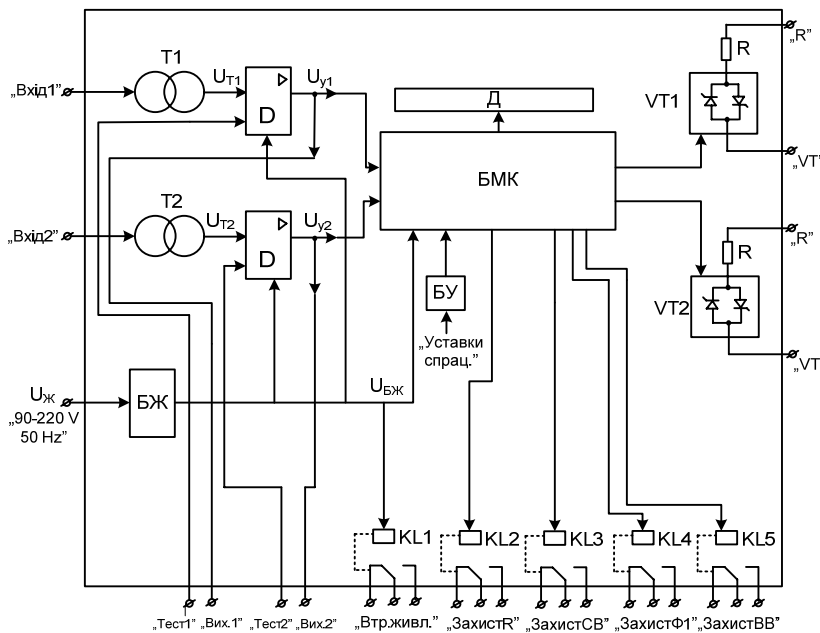 T1
„Вхід1”
U_T1
D
U_y1
Д
БМК
R
„R”
VT1
„VT”
T2
„Вхід2”
U_T2
D
U_y2
R
„R”
VT2
„VT
БУ
„Уставки
спрац.”
U_Ж
„90-220 V
50 Hz”
БЖ
U_БЖ
KL1
KL2
KL3
KL4
KL5
„Тест1”
„Вих.1”
„Тест2”
„Вих.2”
„Втр.живл.”
„ЗахистR”
„ЗахистСВ”
„ЗахистФ1”
„ЗахистВВ”